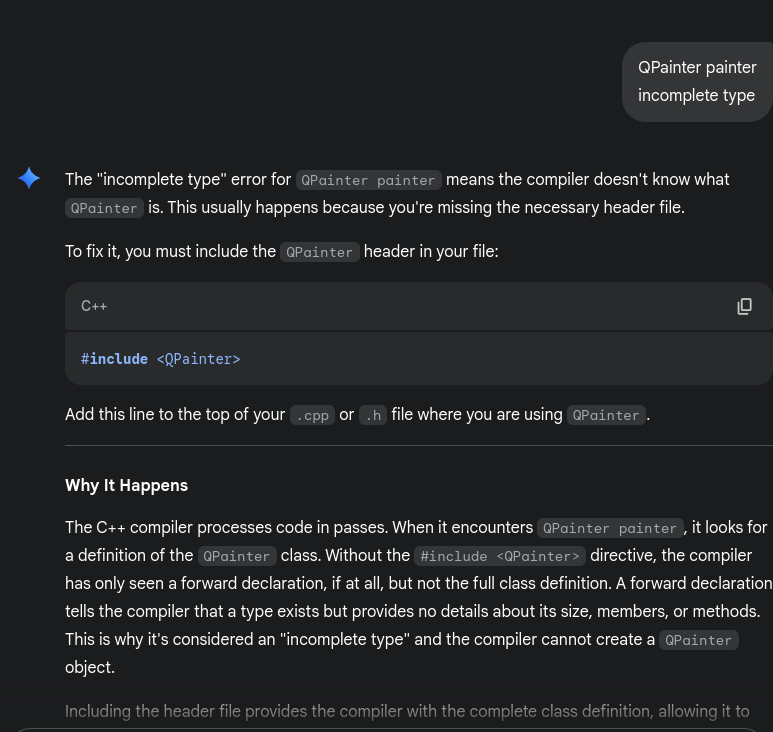 QPainter painter
incomplete type
The "incomplete type" error for QPainter painter means the compiler doesn't know what
QPainter is. This usually happens because you're missing the necessary header file.
To fix it, you must include the QPainter header in your file:
C++
#include <QPainter>
Add this line to the top of your .cpp or .h file where you are using QPainter.
Why It Happens
The C++ compiler processes code in passes. When it encounters QPainter painter, it looks for
a definition of the QPainter class. Without the #include <QPainter> directive, the compiler
has only seen a forward declaration, if at all, but not the full class definition. A forward declaration
tells the compiler that a type exists but provides no details about its size, members, or methods.
This is why it's considered an "incomplete type" and the compiler cannot create a QPainter
object.
Including the header file provides the compiler with the complete class definition, allowing it to